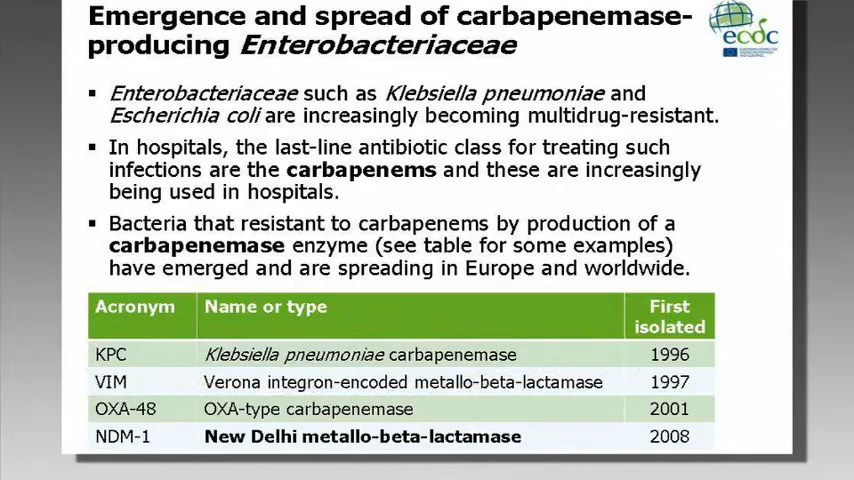 Emergence and spread of carbapenemase-
producing Enterobacteriaceae
ecdc
▪ Enterobacteriaceae such as Klebsiella pneumoniae and
Escherichia coli are increasingly becoming multidrug-resistant.
▪ In hospitals, the last-line antibiotic class for treating such
infections are the carbapenems and these are increasingly
being used in hospitals.
▪ Bacteria that resistant to carbapenems by production of a
carbapenemase enzyme (see table for some examples)
have emerged and are spreading in Europe and worldwide.
Acronym Name or type First
isolated
KPC Klebsiella pneumoniae carbapenemase 1996
VIM Verona integron-encoded metallo-beta-lactamase 1997
OXA-48 OXA-type carbapenemase 2001
NDM-1 New Delhi metallo-beta-lactamase 2008